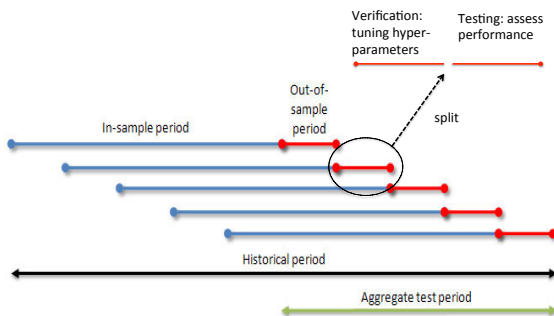 Verification:
tuning hyper-
parameters
Testing: assess
performance
Out-of-
sample
period
In-sample period
split
Historical period
Aggregate test period